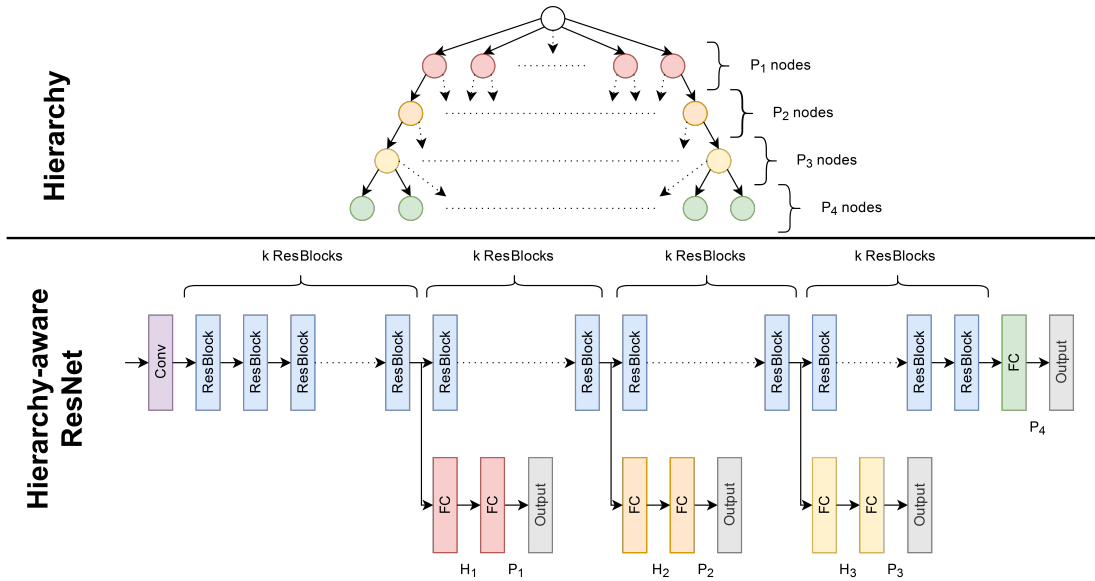 Hierarchy
P1 nodes
P2 nodes
P3 nodes
P4 nodes
Hierarchy-aware
ResNet
k ResBlocks
k ResBlocks
k ResBlocks
k ResBlocks
Conv
ResBlock
ResBlock
ResBlock
ResBlock
ResBlock
ResBlock
ResBlock
ResBlock
ResBlock
ResBlock
ResBlock
FC
Output
P4
FC
FC
Output
FC
FC
Output
FC
FC
Output
H1
P1
H2
P2
H3
P3